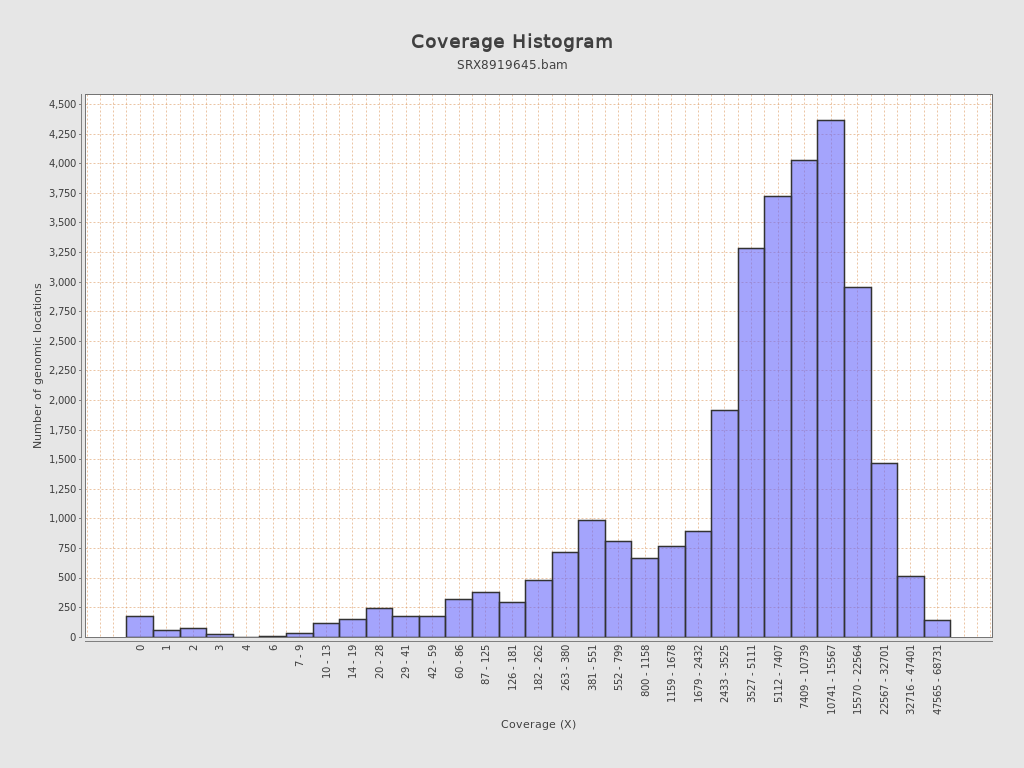 Coverage Histogram
SRX8919645.bam
4,500
4,250
4,000
3,750
3,500
3,250
3,000
2,750
2,500
2,250
2,000
1,750
1,500
1,250
1,000
750
500
250
0
Number of genomic locations
0
1
2
3
4
6
7 - 9
10 - 13
14 - 19
20 - 28
29 - 41
42 - 59
60 - 86
87 - 125
126 - 181
182 - 262
263 - 380
381 - 551
552 - 799
800 - 1158
1159 - 1678
1679 - 2432
2433 - 3525
3527 - 5111
5112 - 7407
7409 - 10739
10741 - 15567
15570 - 22564
22567 - 32701
32716 - 47401
47565 - 68731
Coverage (X)